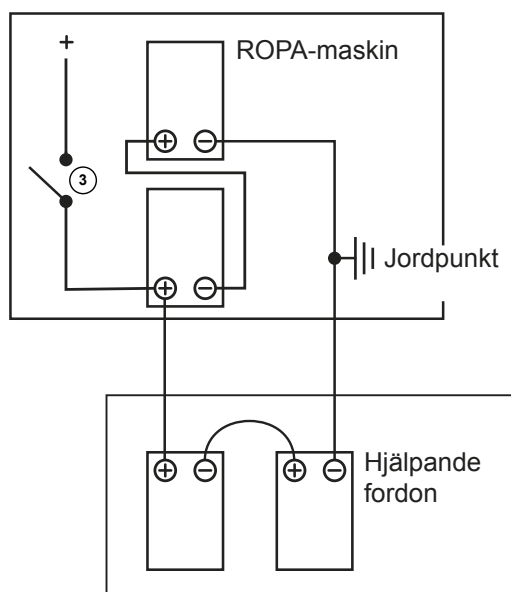 +
ROPA-maskin
+ −
3
Jordpunkt
+ −
+ − + −
Hjälpande
fordon